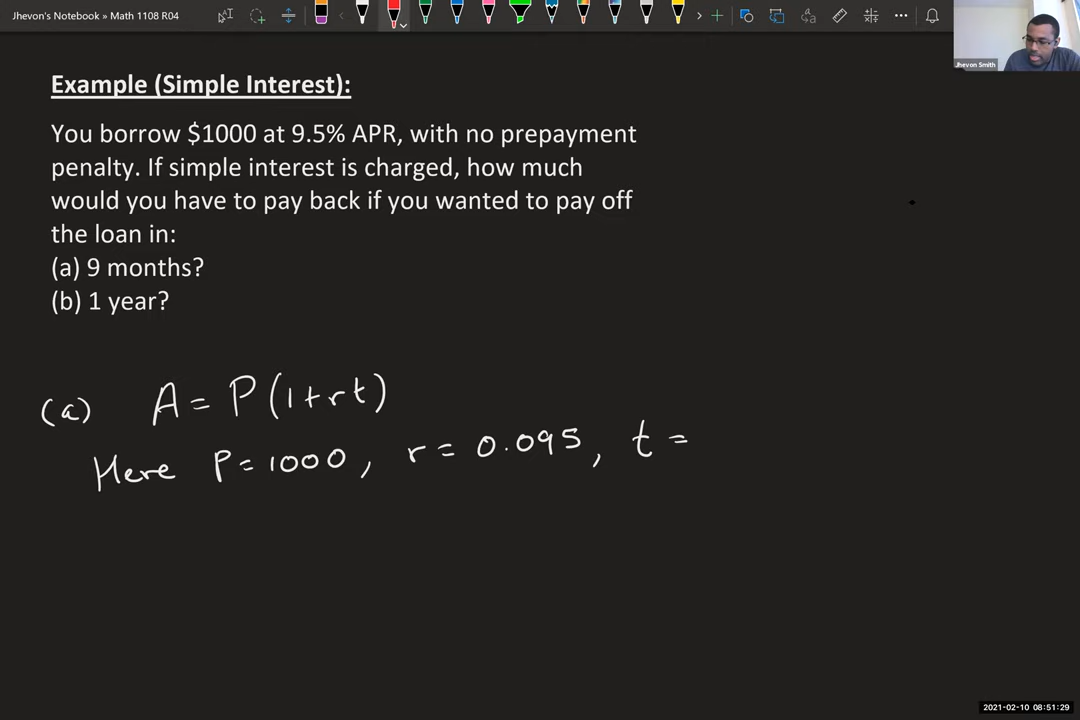 Jhevon's Notebook » Math 1108 R04
Jhevon Smith
Example (Simple Interest):
You borrow $1000 at 9.5% APR, with no prepayment
penalty. If simple interest is charged, how much
would you have to pay back if you wanted to pay off
the loan in:
(a) 9 months?
(b) 1 year?
(a) A = P(1+rt)
Here P = 1000, r = 0.095, t =
2021-02-10 08:51:29